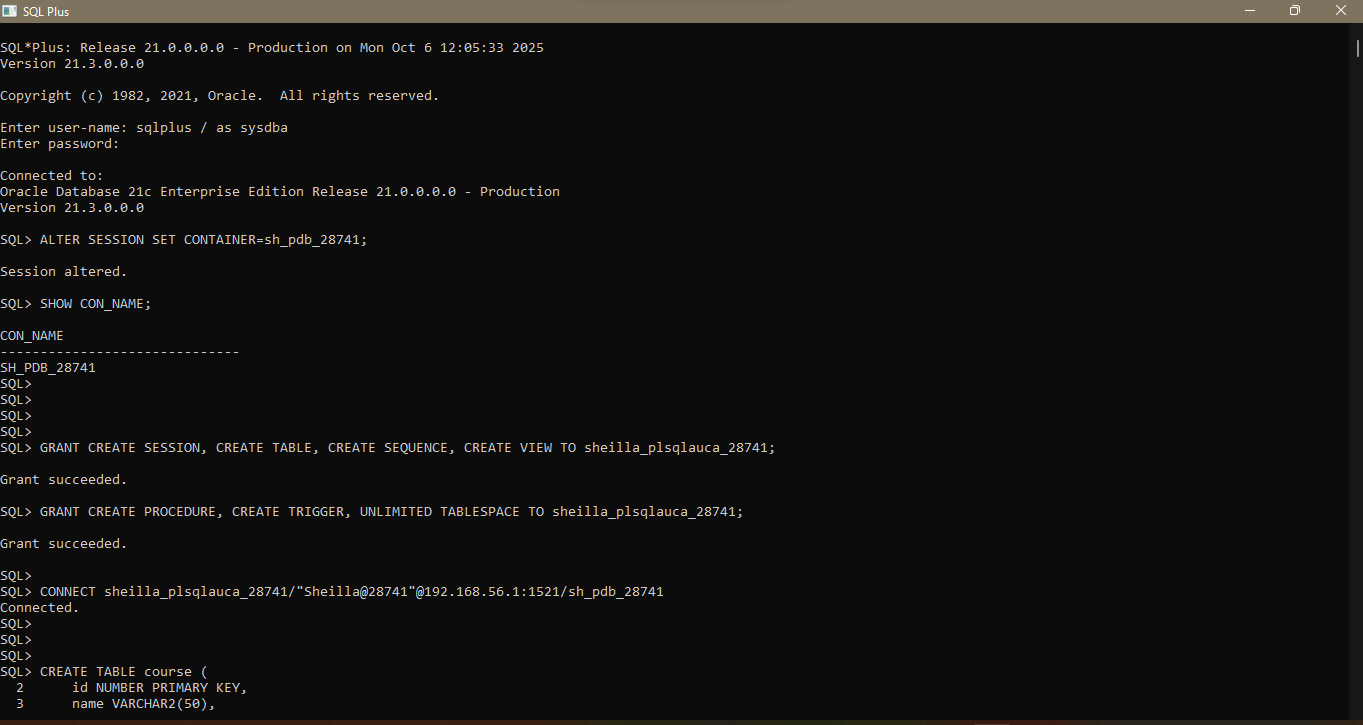 SQL Plus
SQL*Plus: Release 21.0.0.0.0 - Production on Mon Oct 6 12:05:33 2025
Version 21.3.0.0.0
Copyright (c) 1982, 2021, Oracle.  All rights reserved.
Enter user-name: sqlplus / as sysdba
Enter password:
Connected to:
Oracle Database 21c Enterprise Edition Release 21.0.0.0.0 - Production
Version 21.3.0.0.0
SQL> ALTER SESSION SET CONTAINER=sh_pdb_28741;
Session altered.
SQL> SHOW CON_NAME;
CON_NAME
------------------------------
SH_PDB_28741
SQL>
SQL>
SQL>
SQL>
SQL> GRANT CREATE SESSION, CREATE TABLE, CREATE SEQUENCE, CREATE VIEW TO sheilla_plsqlauca_28741;
Grant succeeded.
SQL> GRANT CREATE PROCEDURE, CREATE TRIGGER, UNLIMITED TABLESPACE TO sheilla_plsqlauca_28741;
Grant succeeded.
SQL>
SQL> CONNECT sheilla_plsqlauca_28741/"Sheilla@28741"@192.168.56.1:1521/sh_pdb_28741
Connected.
SQL>
SQL>
SQL>
SQL> CREATE TABLE course (
  2      id NUMBER PRIMARY KEY,
  3      name VARCHAR2(50),